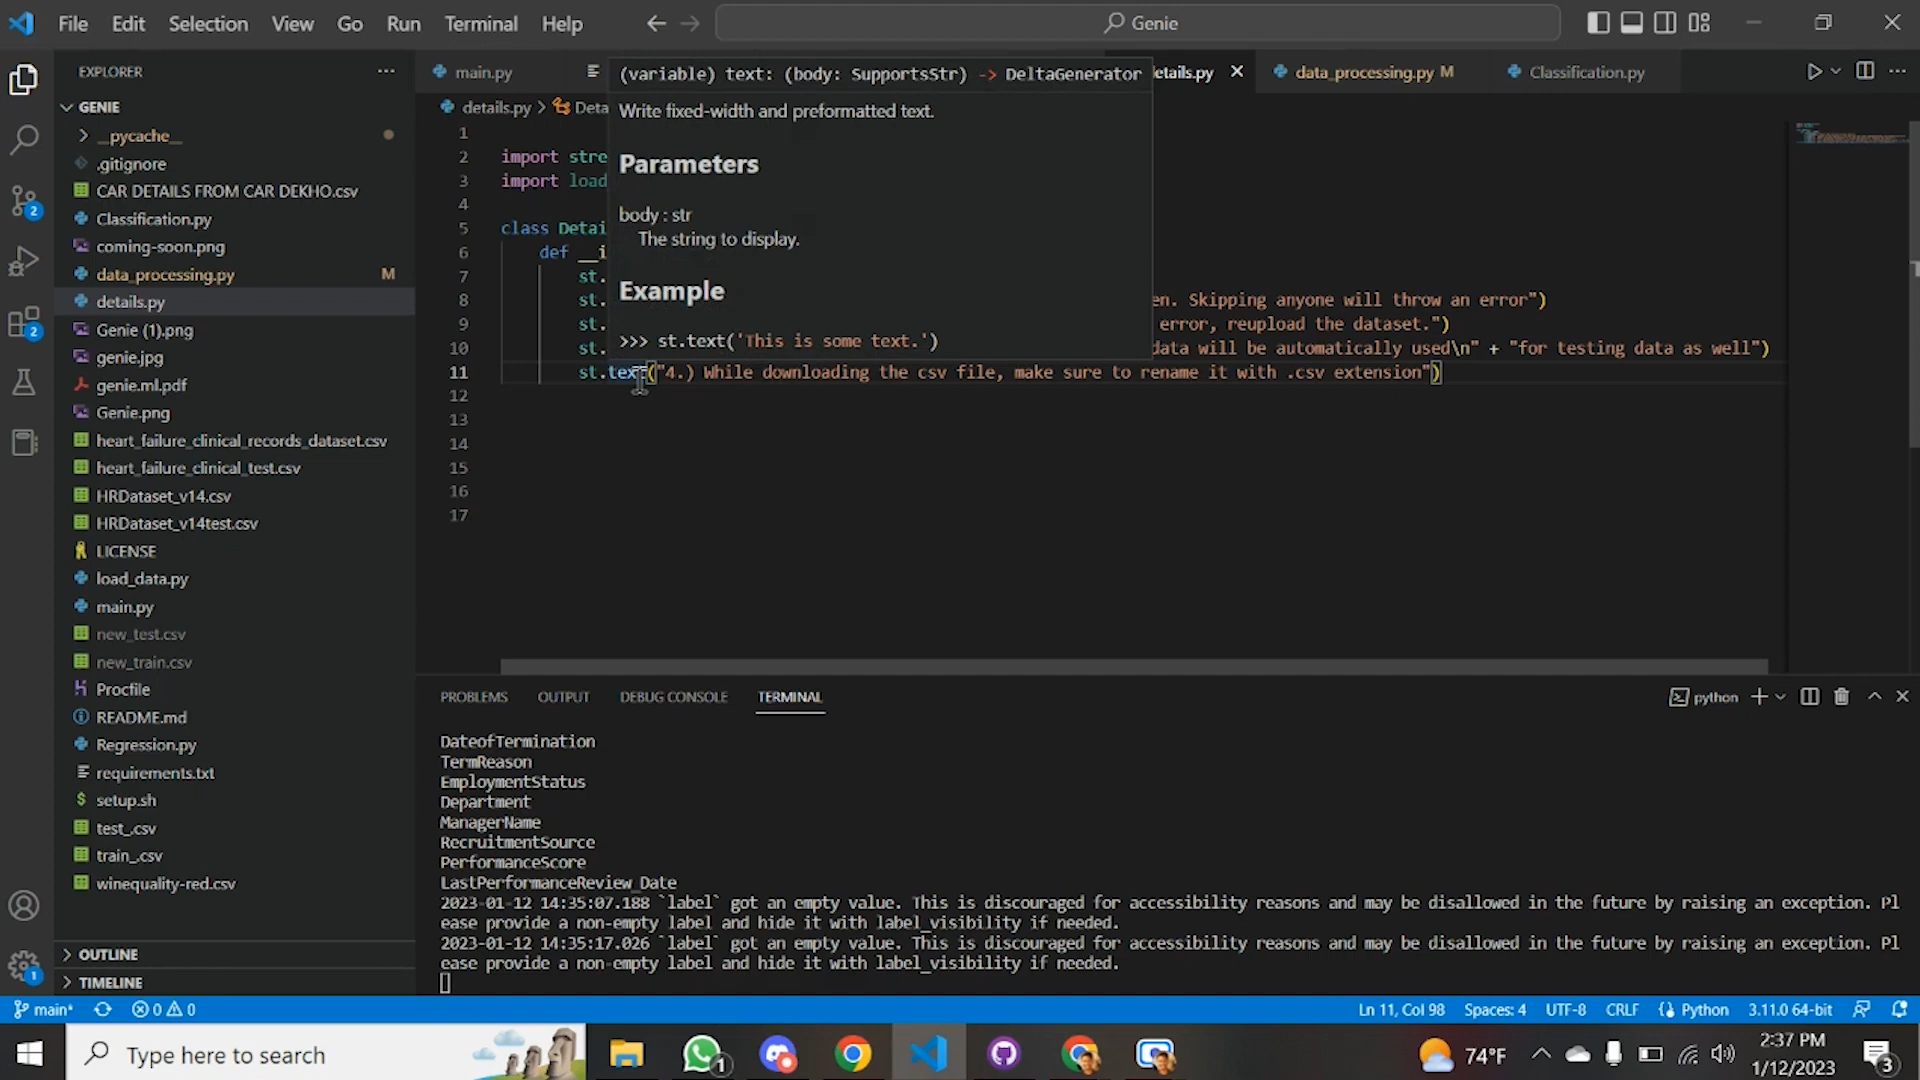 File Edit Selection View Go Run Terminal Help
Genie
EXPLORER
GENIE
__pycache__
.gitignore
CAR DETAILS FROM CAR DEKHO.csv
Classification.py
coming-soon.png
data_processing.py M
details.py
Genie (1).png
genie.jpg
genie.ml.pdf
Genie.png
heart_failure_clinical_records_dataset.csv
heart_failure_clinical_test.csv
HRDataset_v14.csv
HRDataset_v14test.csv
LICENSE
load_data.py
main.py
new_test.csv
new_train.csv
Procfile
README.md
Regression.py
requirements.txt
setup.sh
test_.csv
train_.csv
winequality-red.csv
OUTLINE
TIMELINE
2
2
1
main.py
etails.py
data_processing.py M
Classification.py
details.py > Deta
(variable) text: (body: SupportsStr) -> DeltaGenerator
Write fixed-width and preformatted text.
Parameters
body : str
The string to display.
Example
>>> st.text('This is some text.')
1
2 import stre
3 import load
4
5 class Detai
6 def __i
7 st.
8 st. en. Skipping anyone will throw an error")
9 st. error, reupload the dataset.")
10 st. data will be automatically used\n" + "for testing data as well")
11 st.text("4.) While downloading the csv file, make sure to rename it with .csv extension")
12
13
14
15
16
17
PROBLEMS OUTPUT DEBUG CONSOLE TERMINAL
python
DateofTermination
TermReason
EmploymentStatus
Department
ManagerName
RecruitmentSource
PerformanceScore
LastPerformanceReview_Date
2023-01-12 14:35:07.188 `label` got an empty value. This is discouraged for accessibility reasons and may be disallowed in the future by raising an exception. Pl
ease provide a non-empty label and hide it with label_visibility if needed.
2023-01-12 14:35:17.026 `label` got an empty value. This is discouraged for accessibility reasons and may be disallowed in the future by raising an exception. Pl
ease provide a non-empty label and hide it with label_visibility if needed.
main* 0 0
Ln 11, Col 98 Spaces: 4 UTF-8 CRLF Python 3.11.0 64-bit
Type here to search
1
74°F
2:37 PM
1/12/2023
3